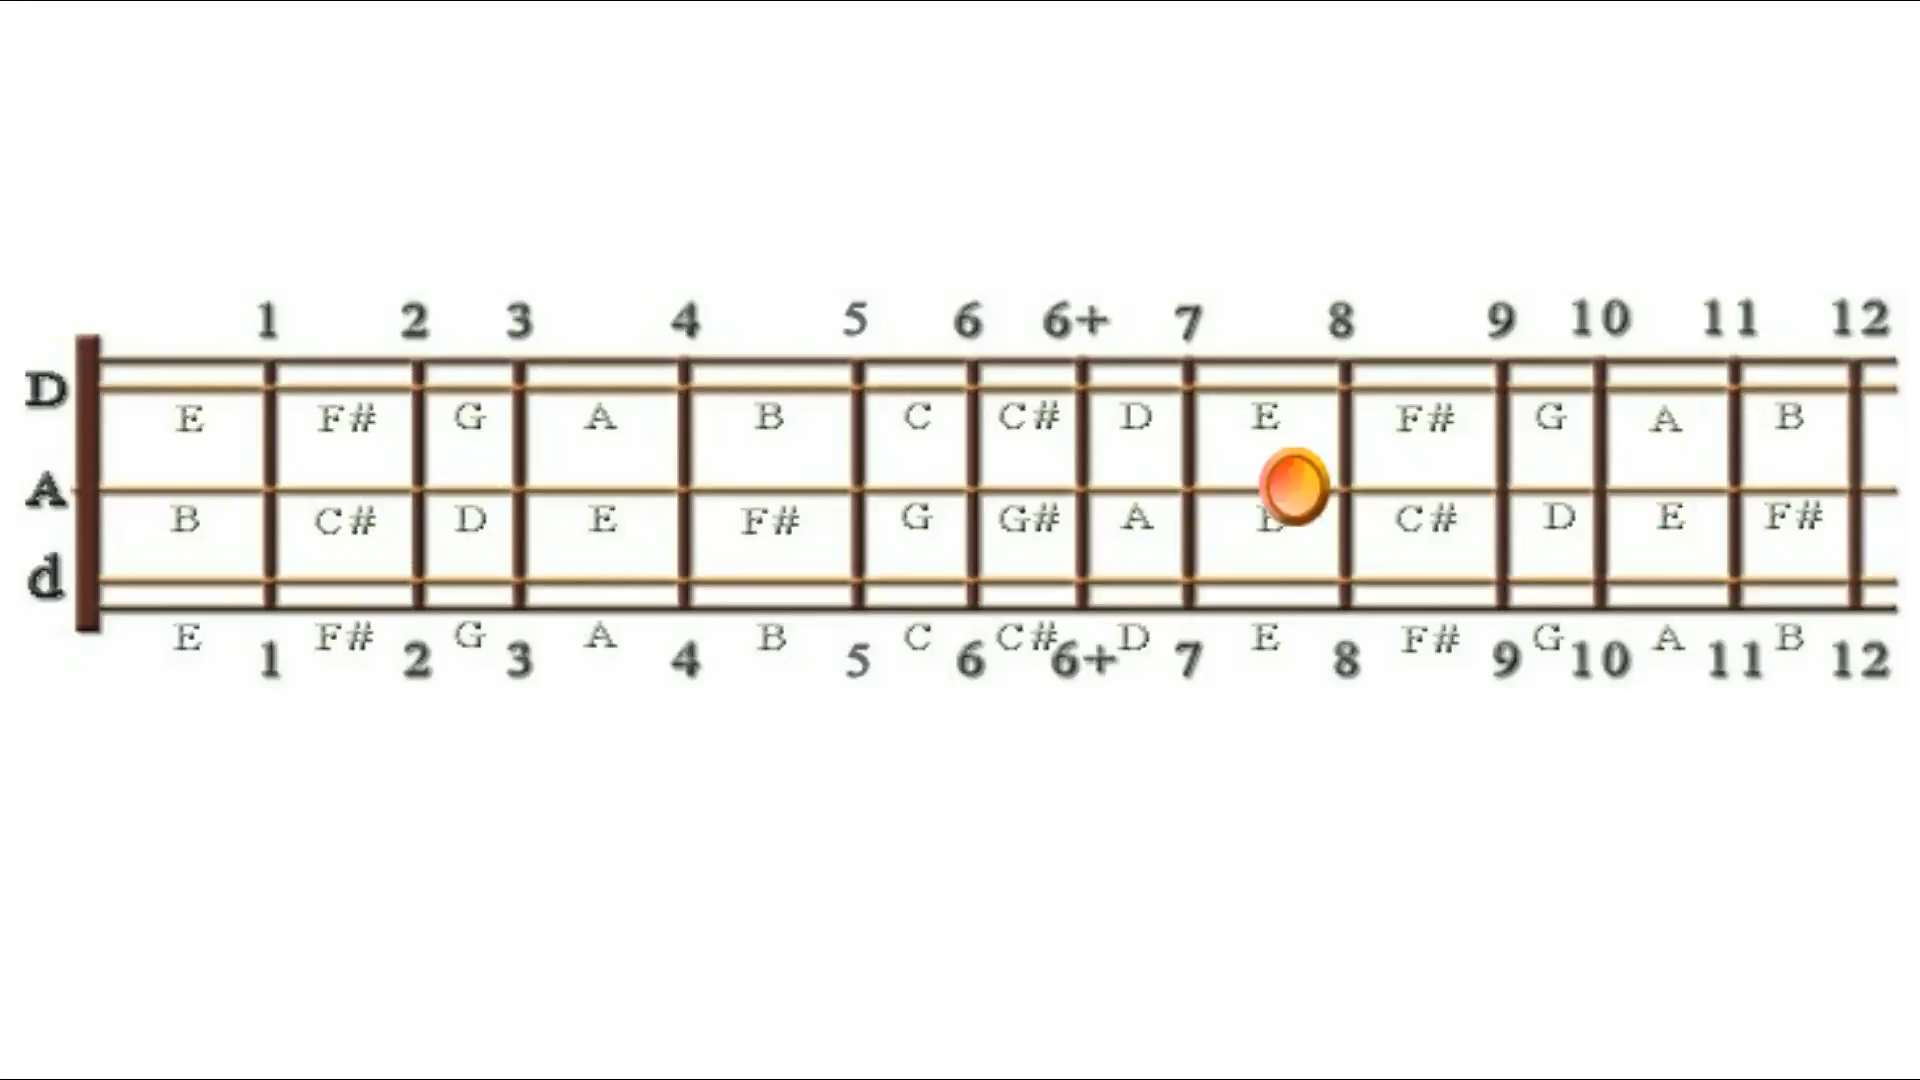 1 2 3 4 5 6 6+ 7 8 9 10 11 12
D
E F# G A B C C# D E F# G A B
A
B C# D E F# G G# A B C# D E F#
d
E F# G A B C C# D E F# G A B
1 2 3 4 5 6 6+ 7 8 9 10 11 12